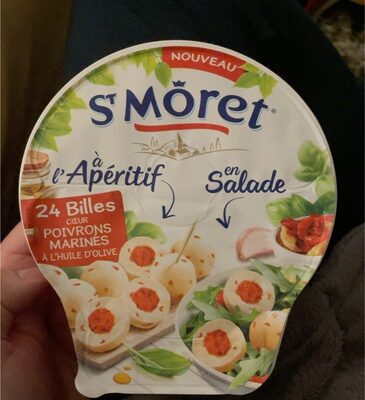 NOUVEAU
ST MÔRET®
à l'Apéritif
en Salade
24 Billes
CŒUR
POIVRONS
MARINÉS
À L'HUILE D'OLIVE